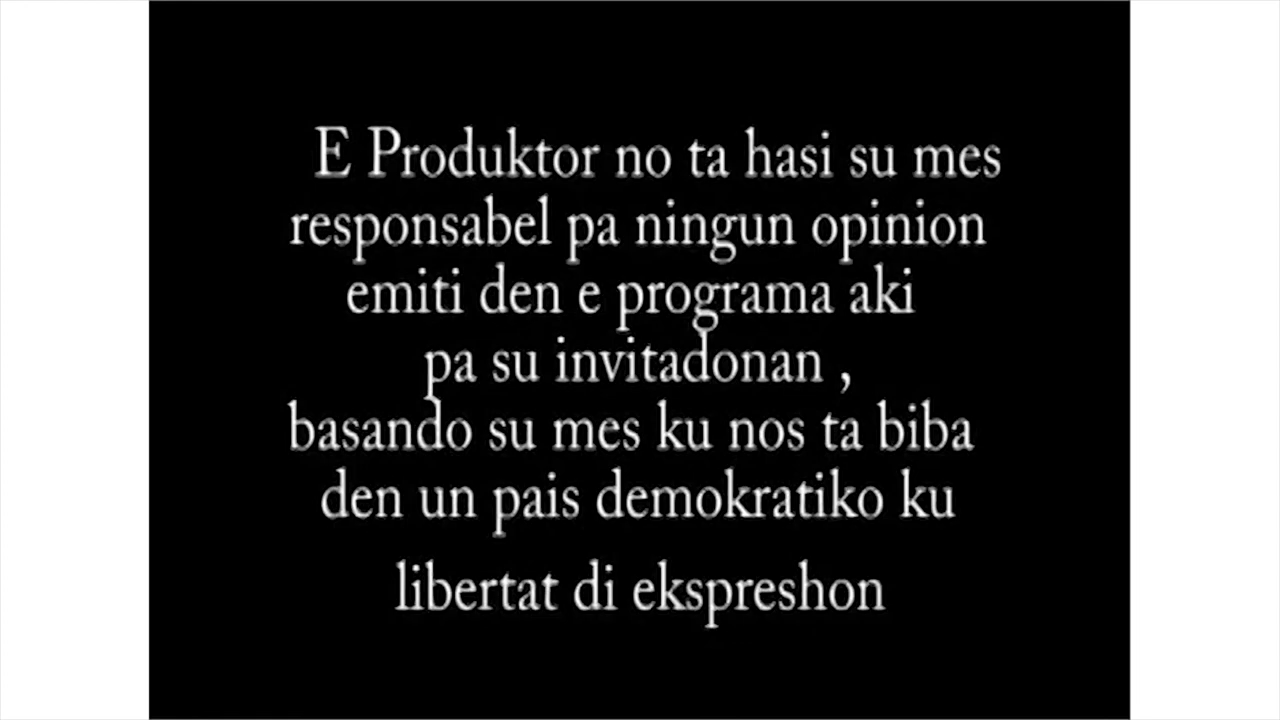 E Produktor no ta hasi su mes
responsabel pa ningun opinion
emiti den e programa aki
pa su invitadonan ,
basando su mes ku nos ta biba
den un pais demokratiko ku
libertat di ekspreshon